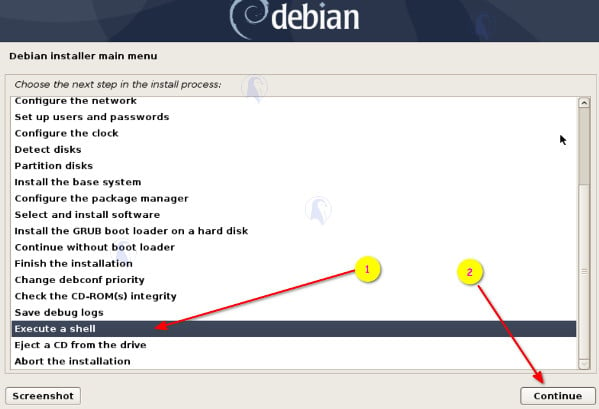 debian
Debian installer main menu
Choose the next step in the install process:
Configure the network
Set up users and passwords
Configure the clock
Detect disks
Partition disks
Install the base system
Configure the package manager
Select and install software
Install the GRUB boot loader on a hard disk
Continue without boot loader
Finish the installation
Change debconf priority
Check the CD-ROM(s) integrity
Save debug logs
Execute a shell
Eject a CD from the drive
Abort the installation
1
2
Screenshot
Continue